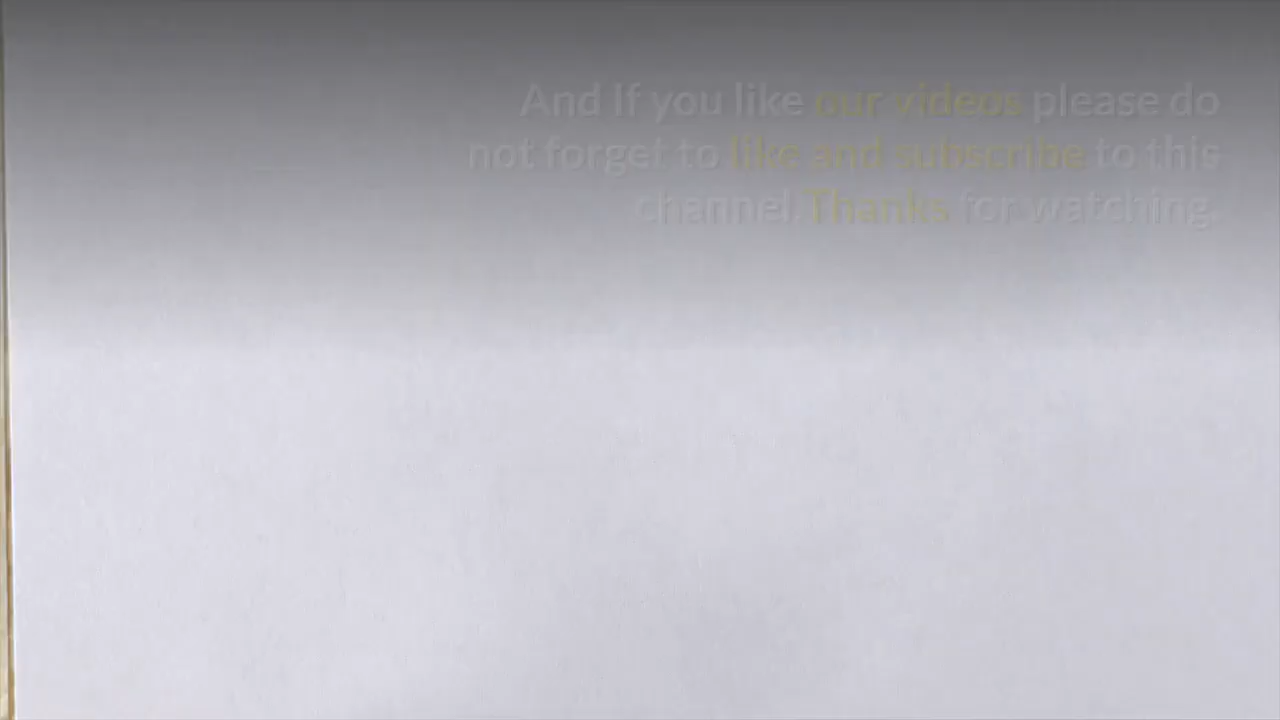 And If you like our videos please do
not forget to like and subscribe to this
channel.Thanks for watching.